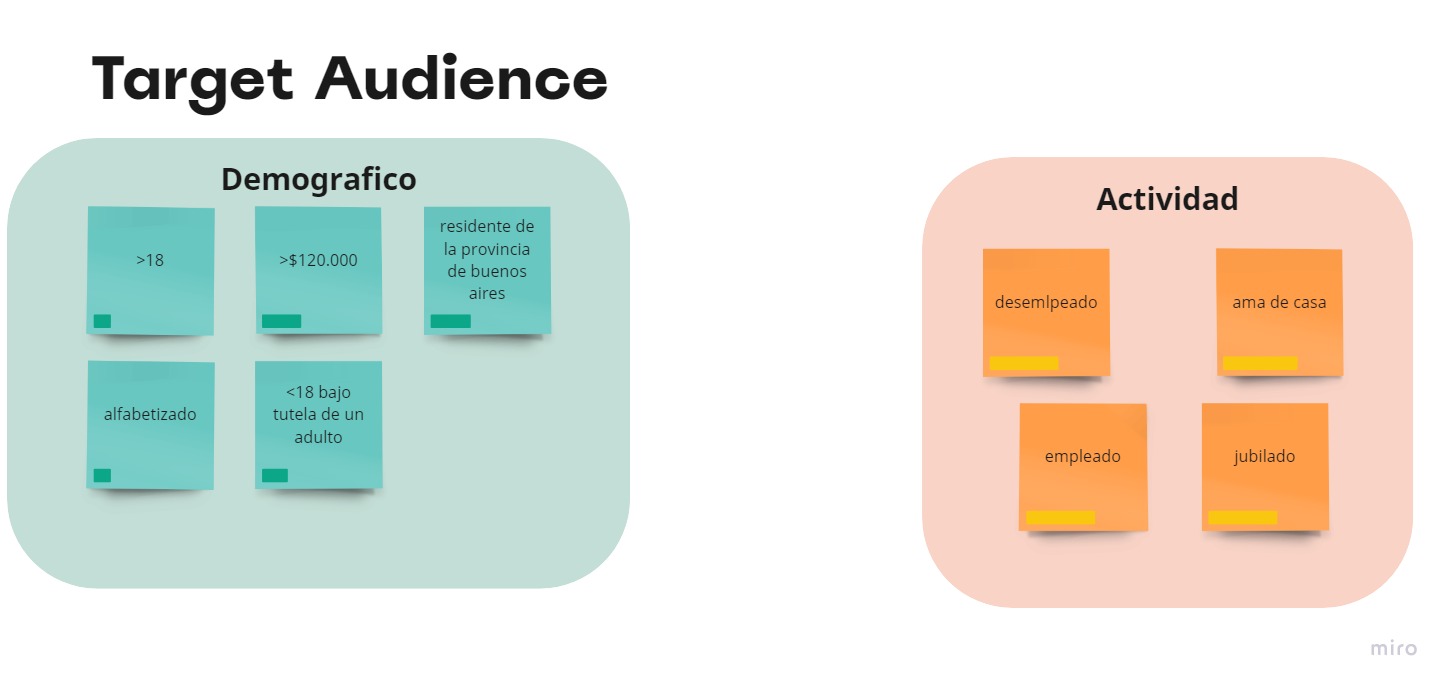 Target Audience
Demografico
>18
>$120.000
residente de
la provincia
de buenos
aires
alfabetizado
<18 bajo
tutela de un
adulto
Actividad
desemlpeado
ama de casa
empleado
jubilado
miro